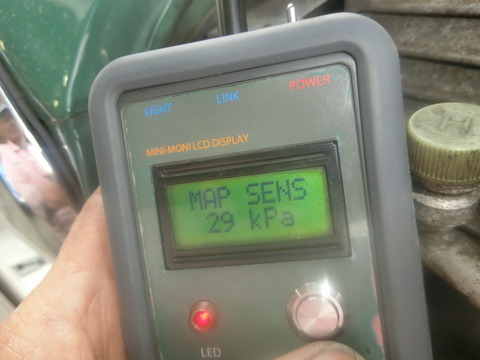 LIGHT LINK POWER
MINI-MONI LCD DISPLAY
MAP SENS
29 kPa
LED